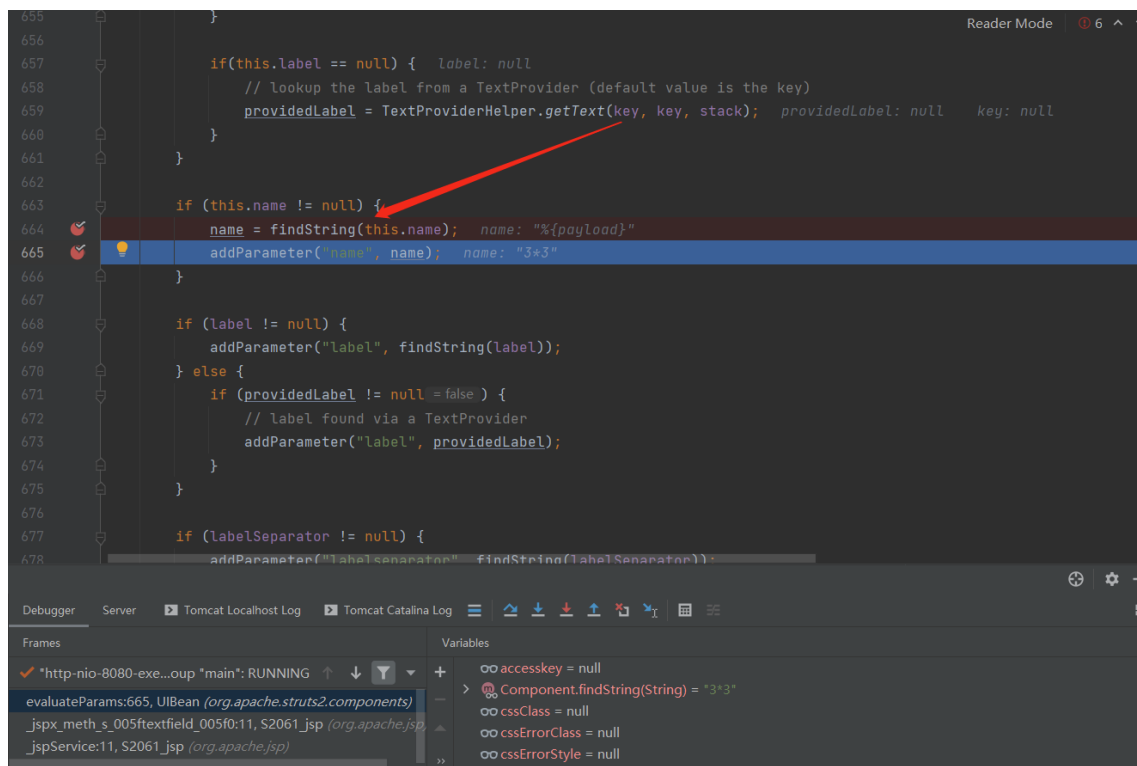 655 }
Reader Mode 6
656
657 if(this.label == null) { label: null
658 // lookup the label from a TextProvider (default value is the key)
659 providedLabel = TextProviderHelper.getText(key, key, stack); providedLabel: null key: null
660 }
661 }
662
663 if (this.name != null) {
664 name = findString(this.name); name: "%{payload}"
665 addParameter("name", name); name: "3*3"
666 }
667
668 if (label != null) {
669 addParameter("label", findString(label));
670 } else {
671 if (providedLabel != null = false ) {
672 // label found via a TextProvider
673 addParameter("label", providedLabel);
674 }
675 }
676
677 if (labelSeparator != null) {
678 addParameter("labelseparator", findString(labelSeparator));
Debugger Server Tomcat Localhost Log Tomcat Catalina Log
Frames
Variables
"http-nio-8080-exe...oup "main": RUNNING
evaluateParams:665, UIBean (org.apache.struts2.components)
_jspx_meth_s_005ftextfield_005f0:11, S2061_jsp (org.apache.jsp,
_jspService:11, S2061_jsp (org.apache.jsp)
accesskey = null
Component.findString(String) = "3*3"
cssClass = null
cssErrorClass = null
cssErrorStyle = null